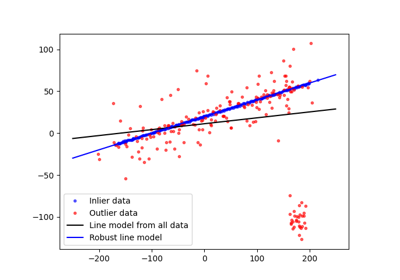 100
50
0
−50
−100
Inlier data
Outlier data
Line model from all data
Robust line model
−200 −100 0 100 200